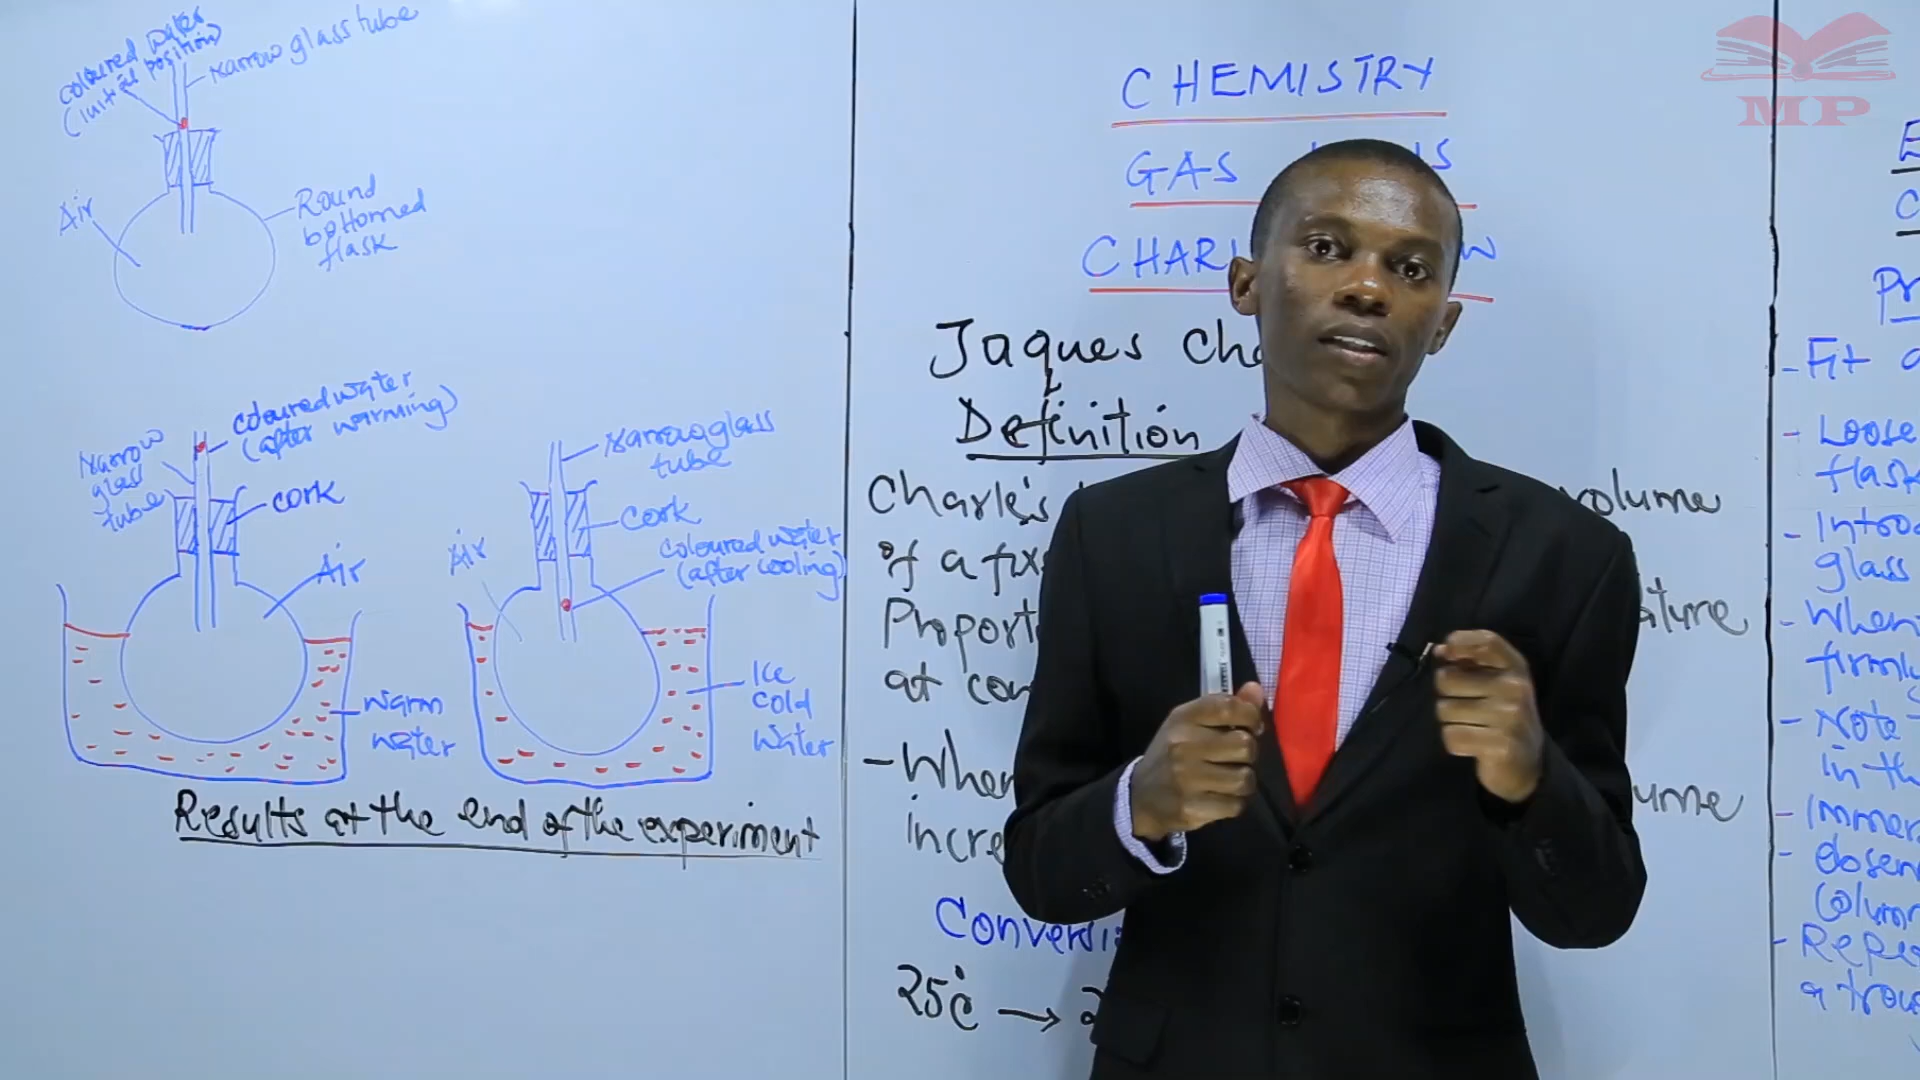 coloured water
(initial position)
Narrow glass tube
Air
Round
bottomed
flask
coloured water
(after warming)
Narrow
glass
tube
cork
Air
warm
water
Narrow glass
tube
cork
Air
coloured water
(after cooling)
Ice
cold
water
Results at the end of the experiment
CHEMISTRY
GAS
CHAR
Jaques Cha
Definition
Charle's volume
of a fix
Proport ature
at con
- When ume
incre
Conversi
25°C →
MP
E
C
Pr
- Fit a
- Loose
flask
- Intro
glass
- When
firmly
- Note
in th
- Immer
- Obser
Column
- Repe
a trou